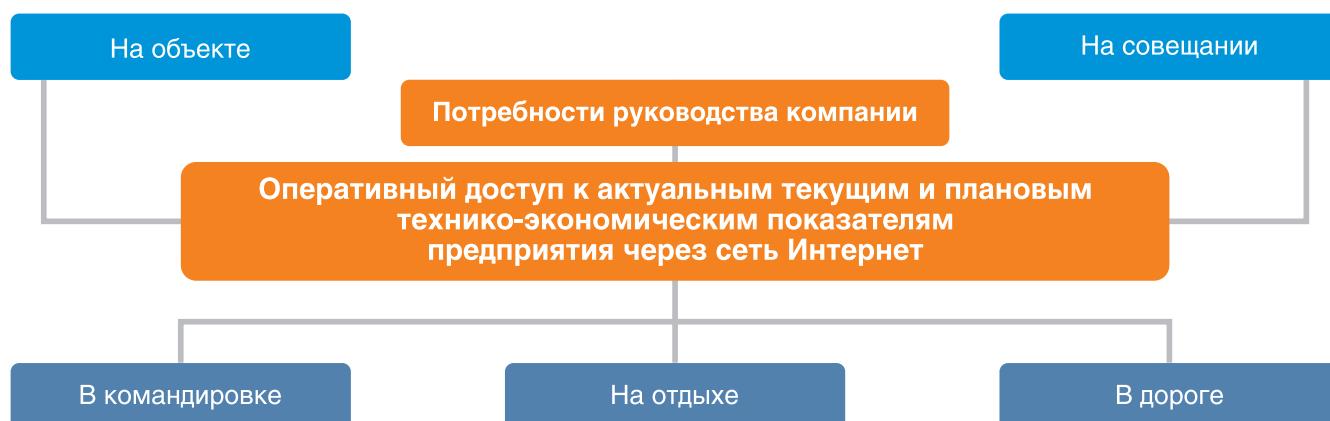 На объекте
На совещании
Потребности руководства компании
Оперативный доступ к актуальным текущим и плановым
технико-экономическим показателям
предприятия через сеть Интернет
В командировке
На отдыхе
В дороге